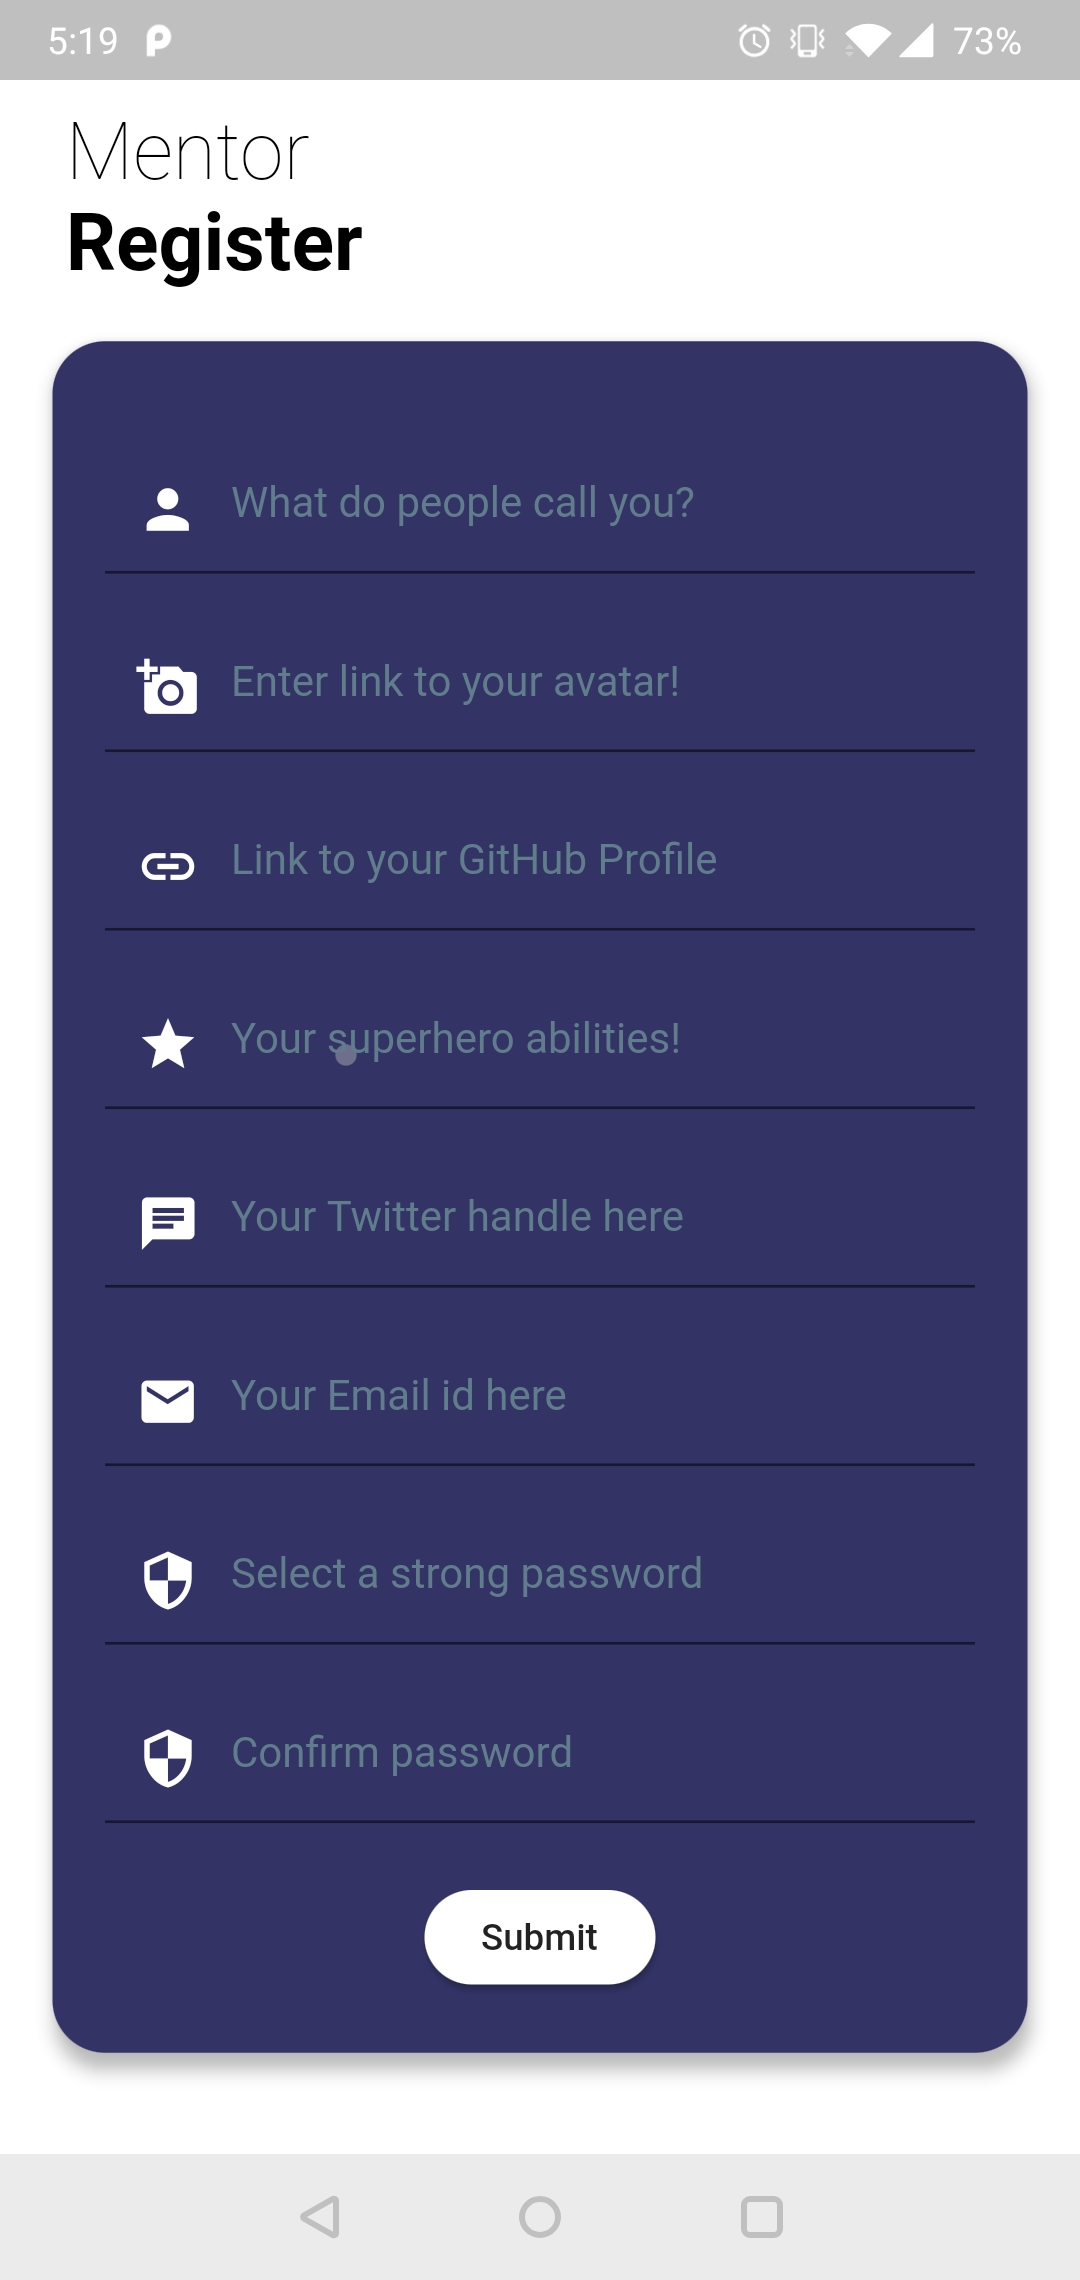 5:19 73%
Mentor
Register
What do people call you?
Enter link to your avatar!
Link to your GitHub Profile
Your superhero abilities!
Your Twitter handle here
Your Email id here
Select a strong password
Confirm password
Submit